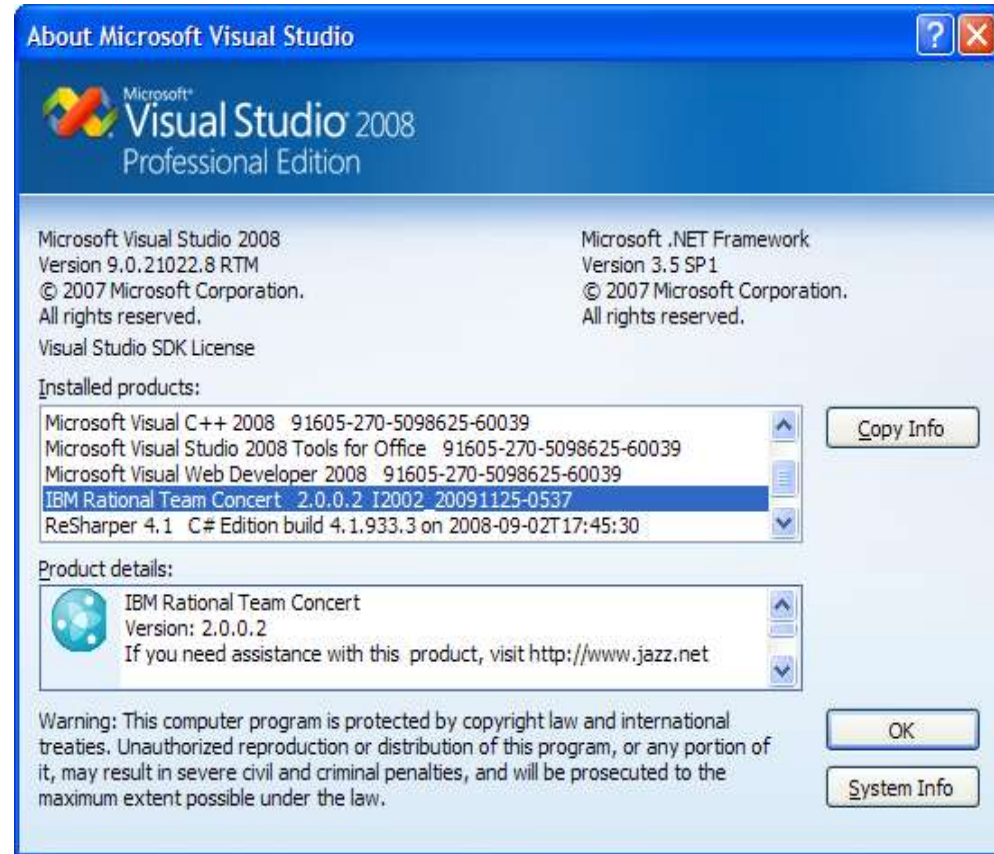 About Microsoft Visual Studio
?
Microsoft®
Visual Studio® 2008
Professional Edition
Microsoft Visual Studio 2008
Version 9.0.21022.8 RTM
© 2007 Microsoft Corporation.
All rights reserved.
Visual Studio SDK License
Microsoft .NET Framework
Version 3.5 SP1
© 2007 Microsoft Corporation.
All rights reserved.
Installed products:
Microsoft Visual C++ 2008 91605-270-5098625-60039
Microsoft Visual Studio 2008 Tools for Office 91605-270-5098625-60039
Microsoft Visual Web Developer 2008 91605-270-5098625-60039
IBM Rational Team Concert 2.0.0.2 I2002_20091125-0537
ReSharper 4.1 C# Edition build 4.1.933.3 on 2008-09-02T17:45:30
Copy Info
Product details:
IBM Rational Team Concert
Version: 2.0.0.2
If you need assistance with this product, visit http://www.jazz.net
Warning: This computer program is protected by copyright law and international
treaties. Unauthorized reproduction or distribution of this program, or any portion of
it, may result in severe civil and criminal penalties, and will be prosecuted to the
maximum extent possible under the law.
OK
System Info